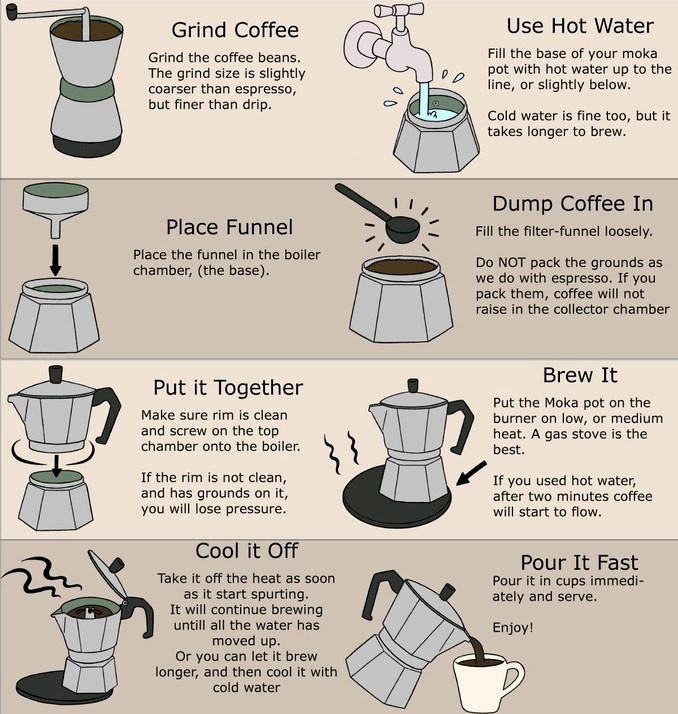 Grind Coffee
Grind the coffee beans.
The grind size is slightly
coarser than espresso,
but finer than drip.
Use Hot Water
Fill the base of your moka
pot with hot water up to the
line, or slightly below.
Cold water is fine too, but it
takes longer to brew.
Place Funnel
Place the funnel in the boiler
chamber, (the base).
Dump Coffee In
Fill the filter-funnel loosely.
Do NOT pack the grounds as
we do with espresso. If you
pack them, coffee will not
raise in the collector chamber
Put it Together
Make sure rim is clean
and screw on the top
chamber onto the boiler.
If the rim is not clean,
and has grounds on it,
you will lose pressure.
Brew It
Put the Moka pot on the
burner on low, or medium
heat. A gas stove is the
best.
If you used hot water,
after two minutes coffee
will start to flow.
Cool it Off
Take it off the heat as soon
as it start spurting.
It will continue brewing
untill all the water has
moved up.
Or you can let it brew
longer, and then cool it with
cold water
Pour It Fast
Pour it in cups immedi-
ately and serve.
Enjoy!